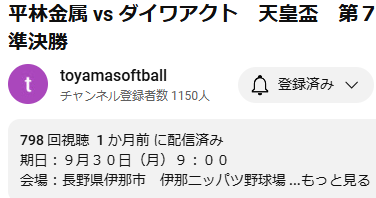 平林金属 vs ダイワアクト　天皇盃　第７
準決勝
t
toyamasoftball
チャンネル登録者数 1150人
登録済み
798 回視聴 1 か月前 に配信済み
期日：９月３０日（月）９：００
会場：長野県伊那市　伊那ニッパツ野球場 ...もっと見る